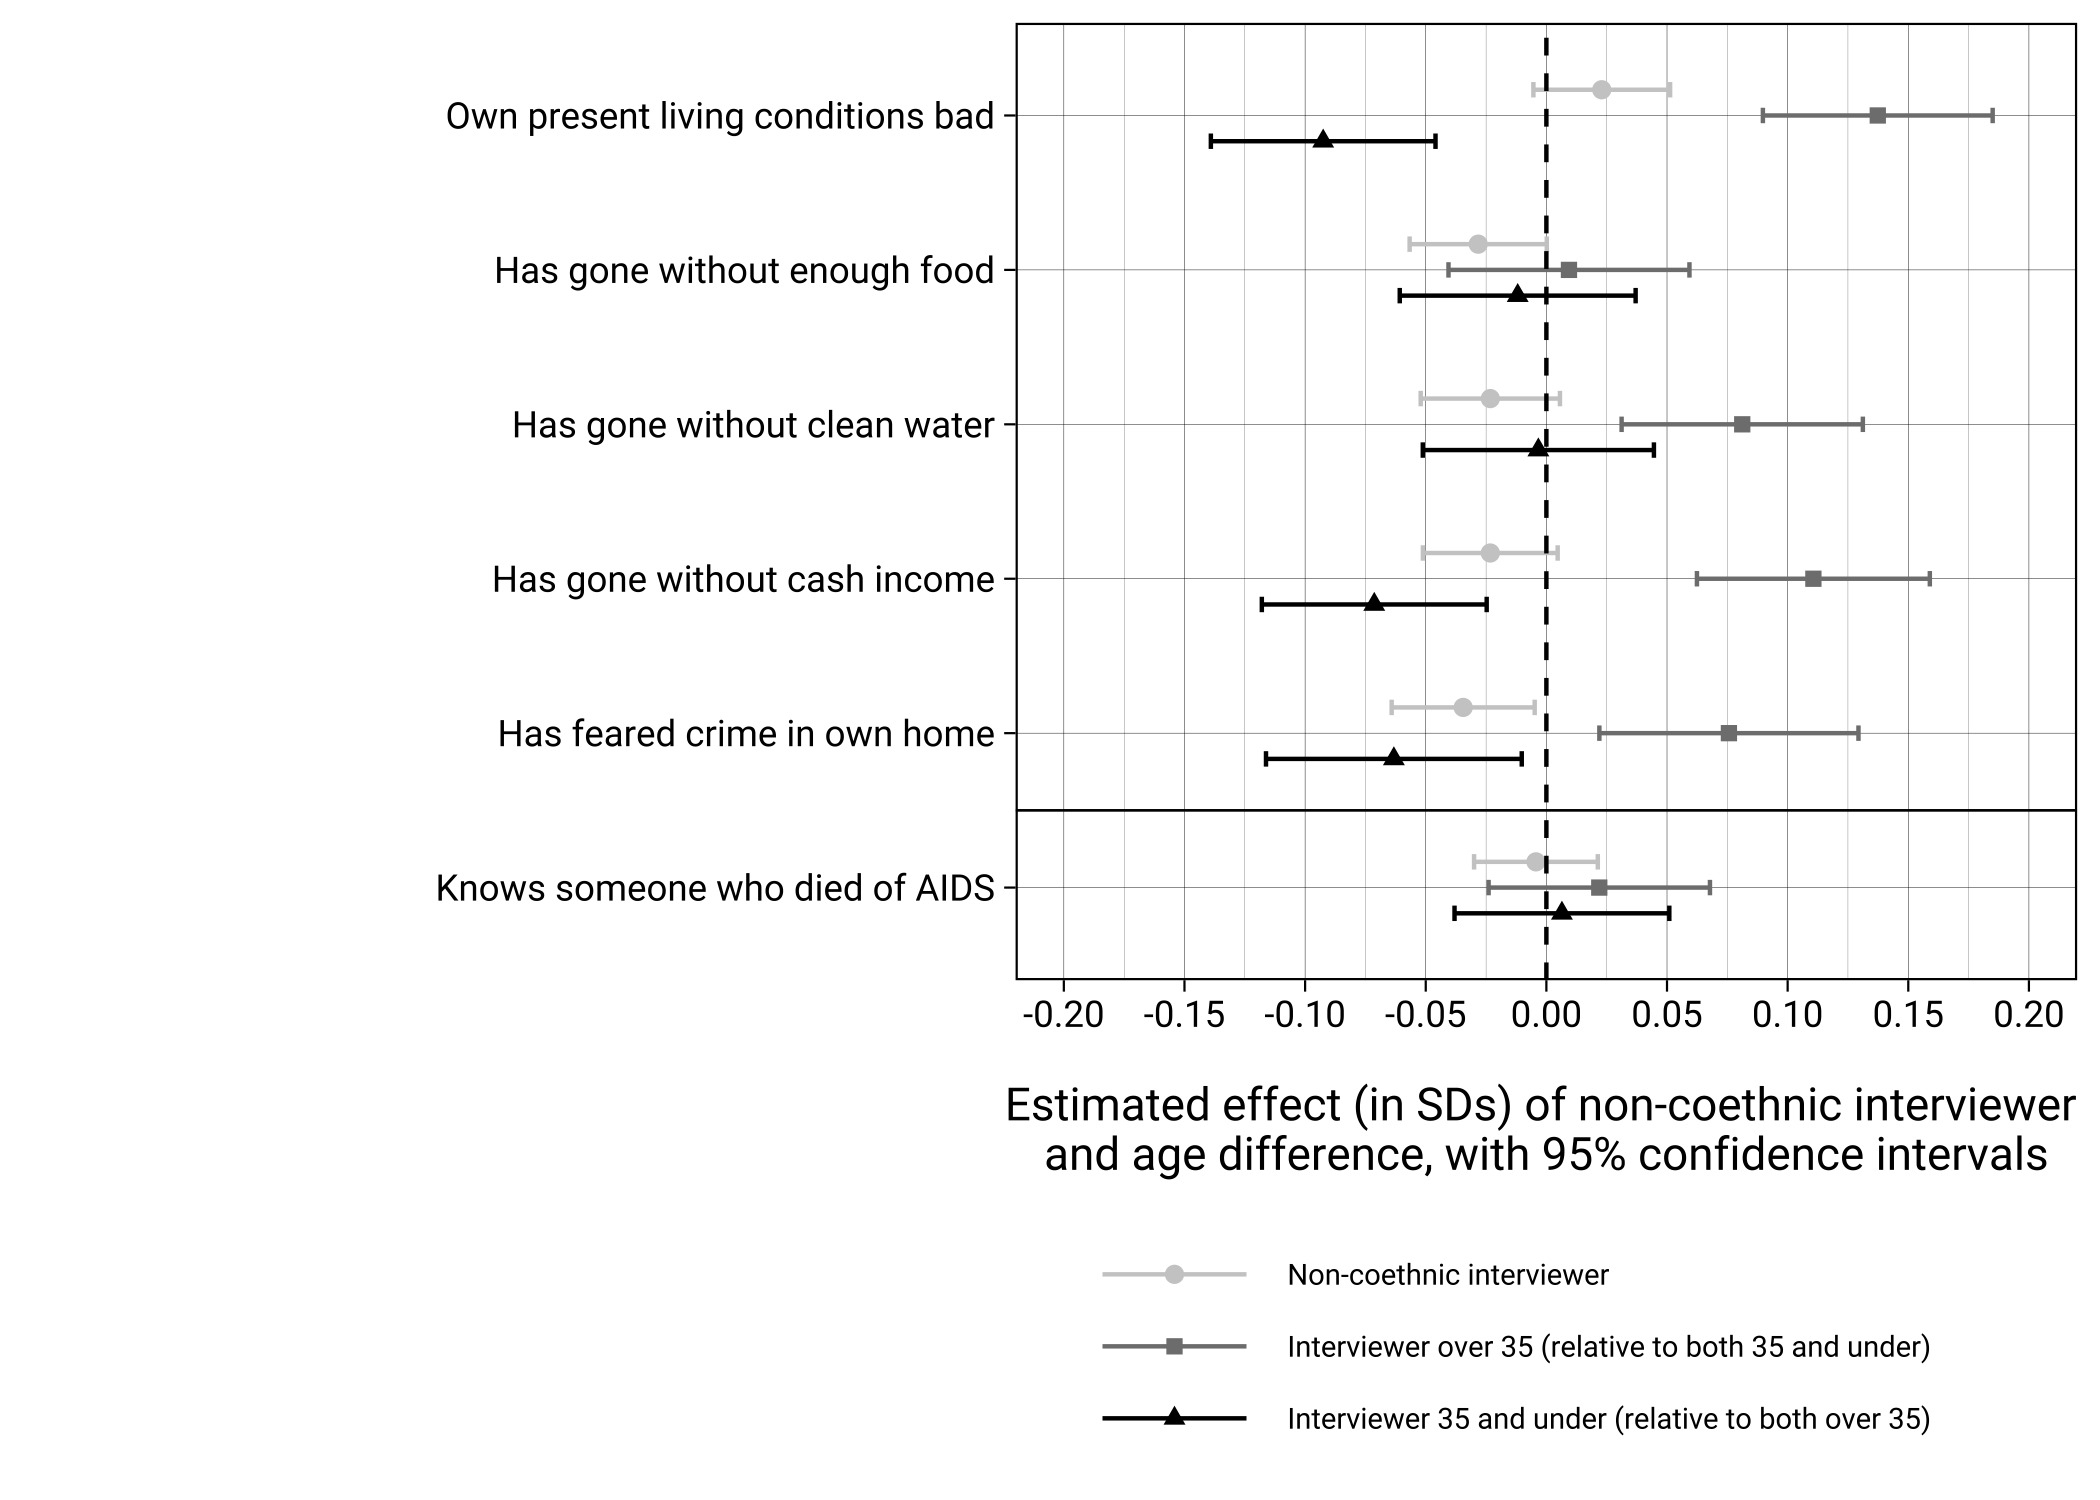 Own present living conditions bad
Has gone without enough food
Has gone without clean water
Has gone without cash income
Has feared crime in own home
Knows someone who died of AIDS
-0.20 -0.15 -0.10 -0.05 0.00 0.05 0.10 0.15 0.20
Estimated effect (in SDs) of non-coethnic interviewer
and age difference, with 95% confidence intervals
Non-coethnic interviewer
Interviewer over 35 (relative to both 35 and under)
Interviewer 35 and under (relative to both over 35)